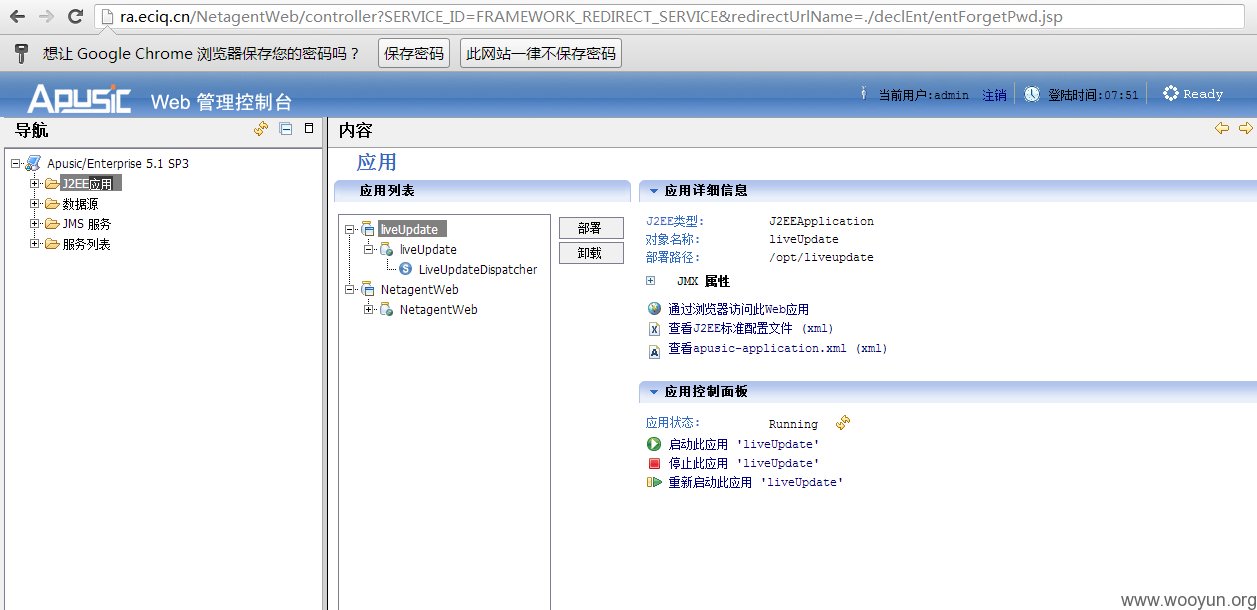 ra.eciq.cn/NetagentWeb/controller?SERVICE_ID=FRAMEWORK_REDIRECT_SERVICE&redirectUrlName=./declEnt/entForgetPwd.jsp
想让 Google Chrome 浏览器保存您的密码吗？ 保存密码 此网站一律不保存密码
Apusic Web 管理控制台 当前用户:admin 注销 登陆时间:07:51 Ready
导航 内容
Apusic/Enterprise 5.1 SP3
J2EE应用
数据源
JMS 服务
服务列表
应用
应用列表
liveUpdate
liveUpdate
LiveUpdateDispatcher
NetagentWeb
NetagentWeb
部署
卸载
应用详细信息
J2EE类型: J2EEApplication
对象名称: liveUpdate
部署路径: /opt/liveupdate
JMX 属性
通过浏览器访问此Web应用
查看J2EE标准配置文件 (xml)
查看apusic-application.xml (xml)
应用控制面板
应用状态: Running
启动此应用 'liveUpdate'
停止此应用 'liveUpdate'
重新启动此应用 'liveUpdate'
www.wooyun.org